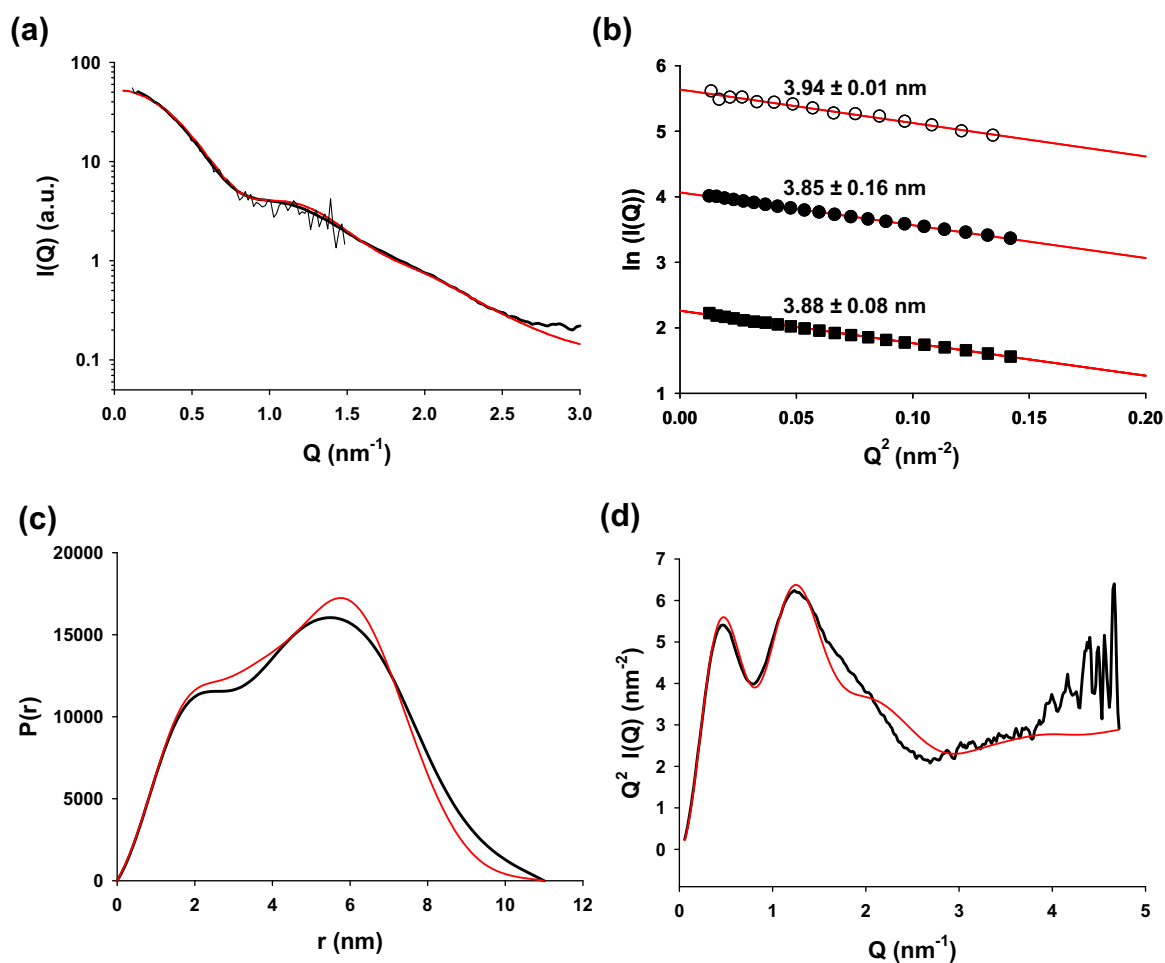 (a)
100
10
1
0.1
I(Q) (a.u.)
0.0 0.5 1.0 1.5 2.0 2.5 3.0
Q (nm⁻¹)
(b)
6
5
4
3
2
1
ln (I(Q))
3.94 ± 0.01 nm
3.85 ± 0.16 nm
3.88 ± 0.08 nm
0.00 0.05 0.10 0.15 0.20
Q² (nm⁻²)
(c)
20000
15000
10000
5000
0
P(r)
0 2 4 6 8 10 12
r (nm)
(d)
7
6
5
4
3
2
1
0
Q² I(Q) (nm⁻²)
0 1 2 3 4 5
Q (nm⁻¹)